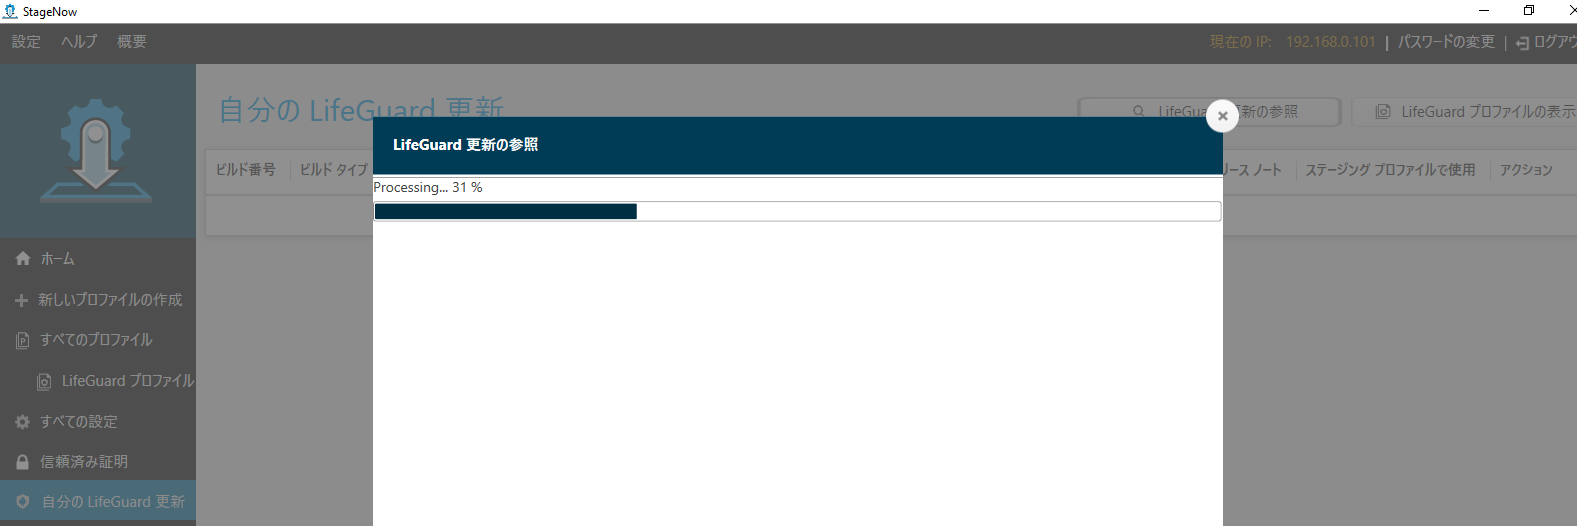 StageNow
設定 ヘルプ 概要
現在の IP: 192.168.0.101 | パスワードの変更 | ログアウ
自分の LifeGuard 更新
LifeGua 更新の参照
LifeGuard プロファイルの表示
LifeGuard 更新の参照
ビルド番号 ビルド タイプ リース ノート ステージング プロファイルで使用 アクション
Processing... 31 %
ホーム
新しいプロファイルの作成
すべてのプロファイル
LifeGuard プロファイル
すべての設定
信頼済み証明
自分の LifeGuard 更新